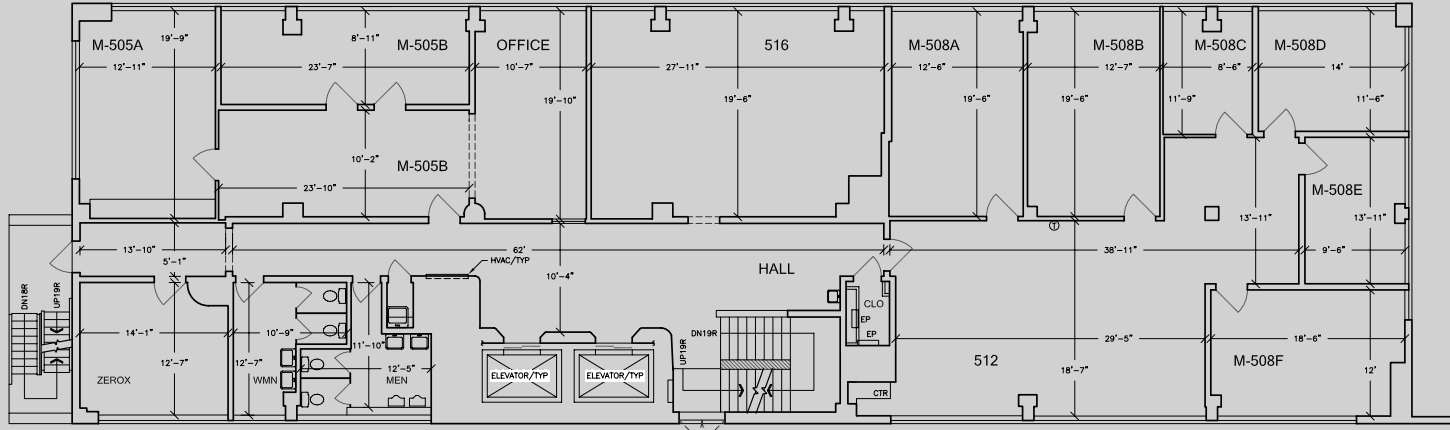 M-505A
19'-9"
12'-11"
8'-11"
M-505B
23'-7"
OFFICE
10'-7"
19'-10"
516
27'-11"
19'-6"
M-508A
12'-6"
19'-6"
M-508B
12'-7"
19'-6"
M-508C
8'-6"
11'-9"
M-508D
14'
11'-6"
10'-2"
M-505B
23'-10"
M-508E
13'-11"
13'-11"
9'-6"
T
13'-10"
5'-1"
62'
HVAC/TYP
10'-4"
HALL
38'-11"
DN18R
UP19R
14'-1"
12'-7"
ZEROX
10'-9"
12'-7"
WMN
11'-10"
12'-5"
MEN
ELEVATOR/TYP
ELEVATOR/TYP
UP19R
DN19R
CLO
EP
EP
CTR
29'-5"
512
18'-7"
18'-6"
M-508F
12'